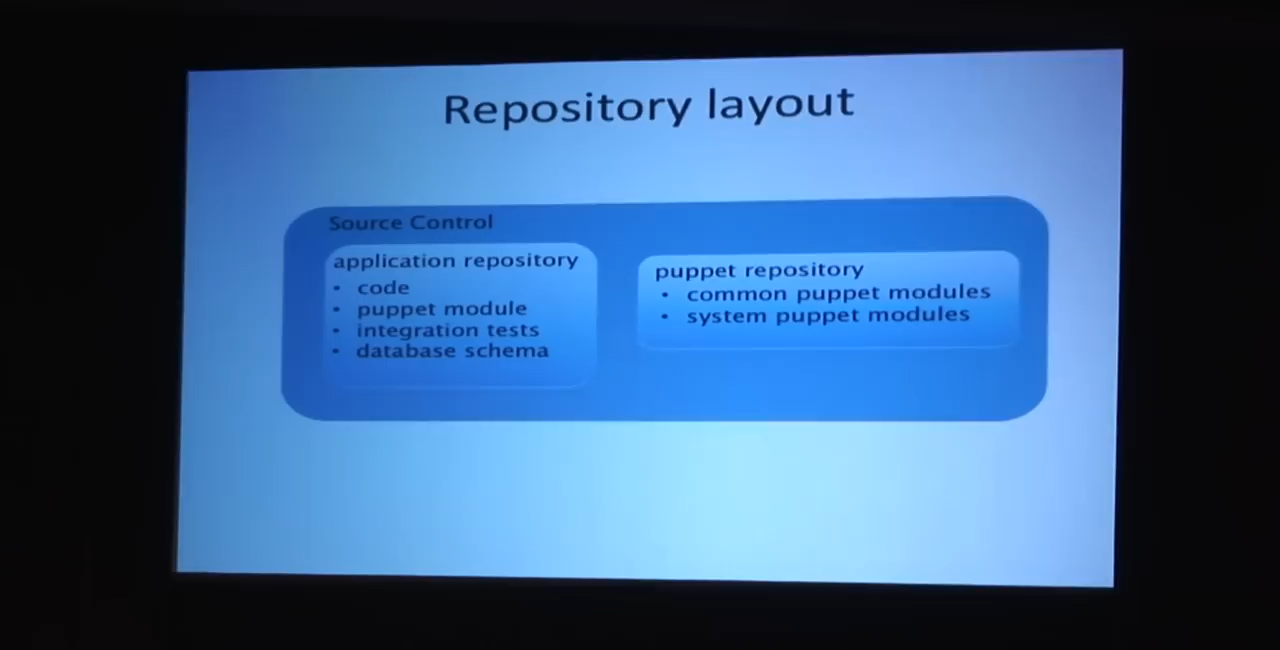 Repository layout
Source Control
application repository
• code
• puppet module
• integration tests
• database schema
puppet repository
• common puppet modules
• system puppet modules